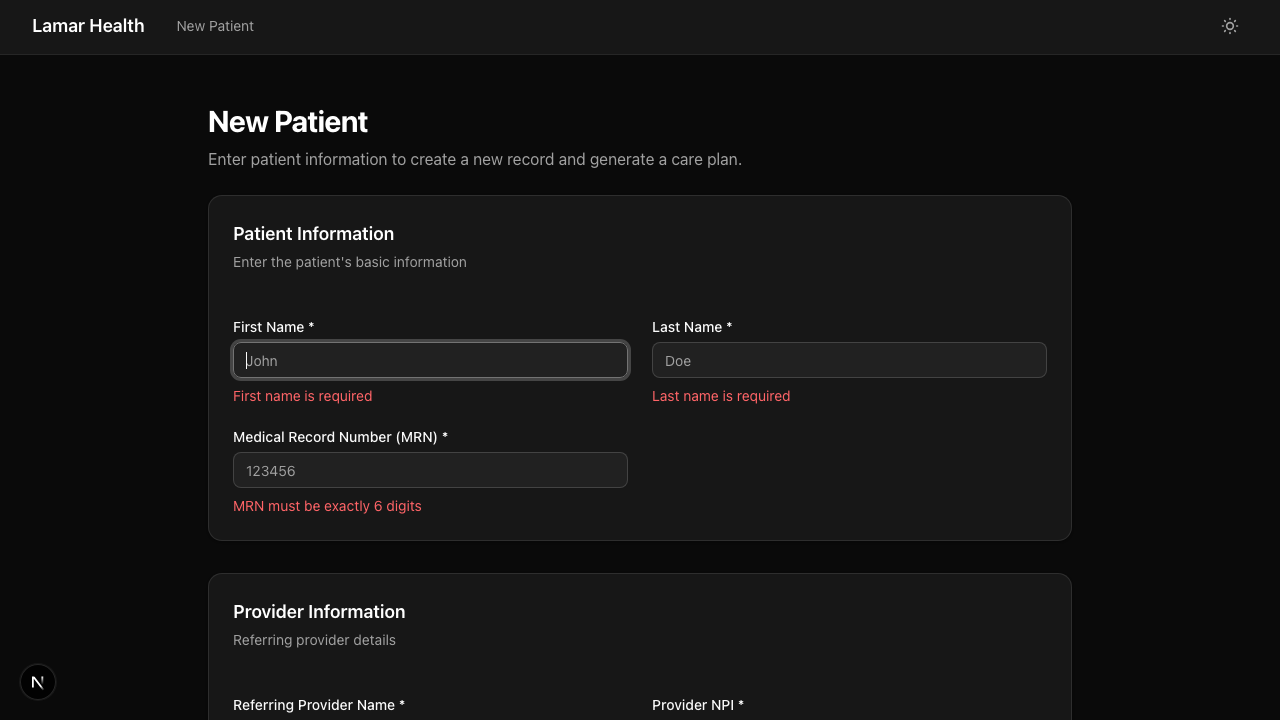 Lamar Health New Patient
New Patient
Enter patient information to create a new record and generate a care plan.
Patient Information
Enter the patient's basic information
First Name * Last Name *
John Doe
First name is required Last name is required
Medical Record Number (MRN) *
123456
MRN must be exactly 6 digits
Provider Information
Referring provider details
N
Referring Provider Name * Provider NPI *